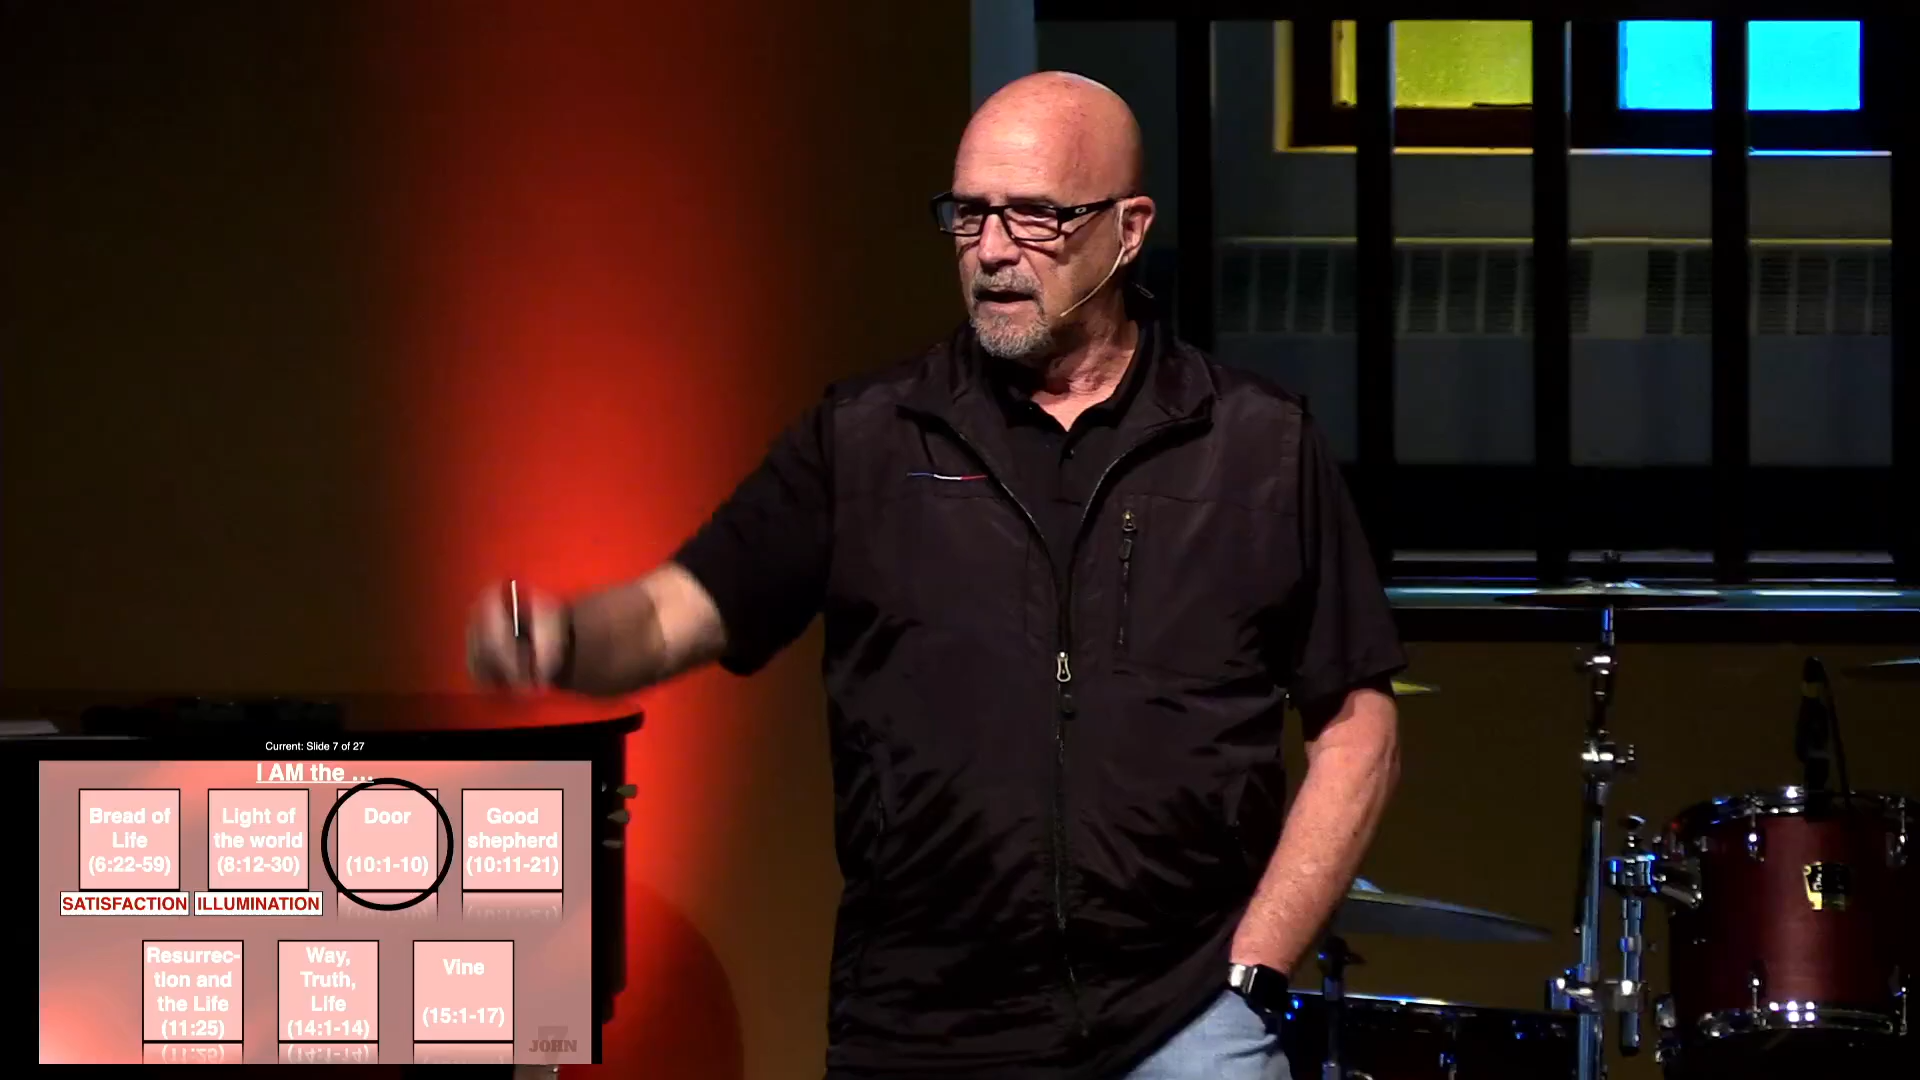 Current: Slide 7 of 27
I AM the ...
Bread of
Life
(6:22-59)
Light of
the world
(8:12-30)
Door
(10:1-10)
Good
shepherd
(10:11-21)
SATISFACTION
ILLUMINATION
Resurrec-
tion and
the Life
(11:25)
Way,
Truth,
Life
(14:1-14)
Vine
(15:1-17)
7
JOHN